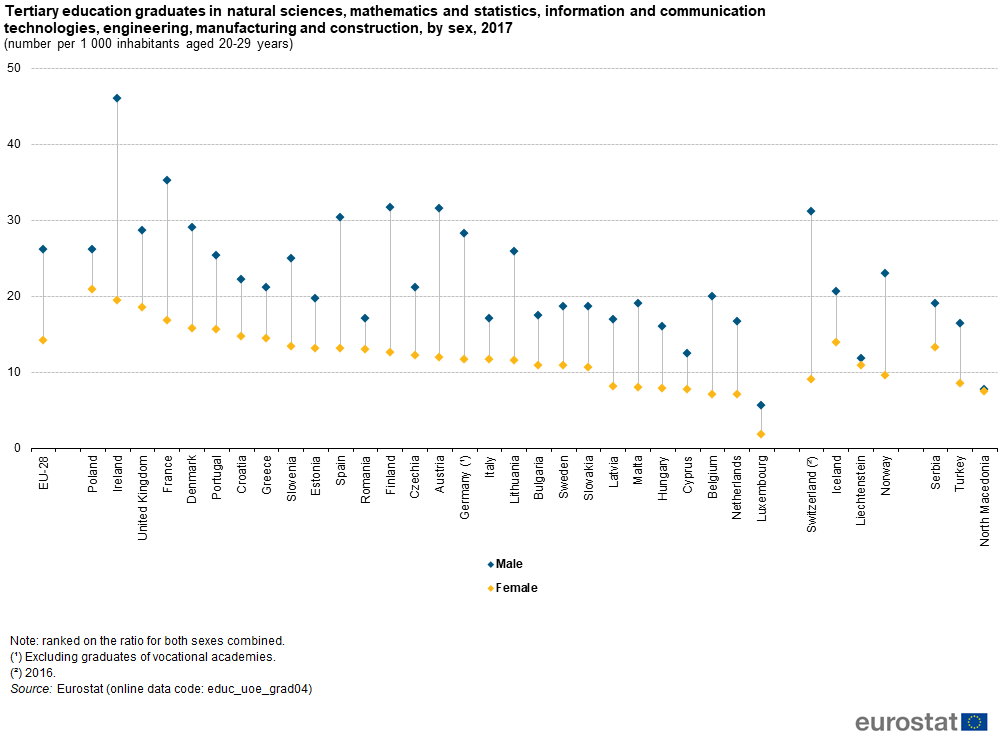 Tertiary education graduates in natural sciences, mathematics and statistics, information and communication
technologies, engineering, manufacturing and construction, by sex, 2017
(number per 1 000 inhabitants aged 20-29 years)
50
40
30
20
10
0
EU-28
Poland
Ireland
United Kingdom
France
Denmark
Portugal
Croatia
Greece
Slovenia
Estonia
Spain
Romania
Finland
Czechia
Austria
Germany (¹)
Italy
Lithuania
Bulgaria
Sweden
Slovakia
Latvia
Malta
Hungary
Cyprus
Belgium
Netherlands
Luxembourg
Switzerland (²)
Iceland
Liechtenstein
Norway
Serbia
Turkey
North Macedonia
Male
Female
Note: ranked on the ratio for both sexes combined.
(¹) Excluding graduates of vocational academies.
(²) 2016.
Source: Eurostat (online data code: educ_uoe_grad04)
eurostat